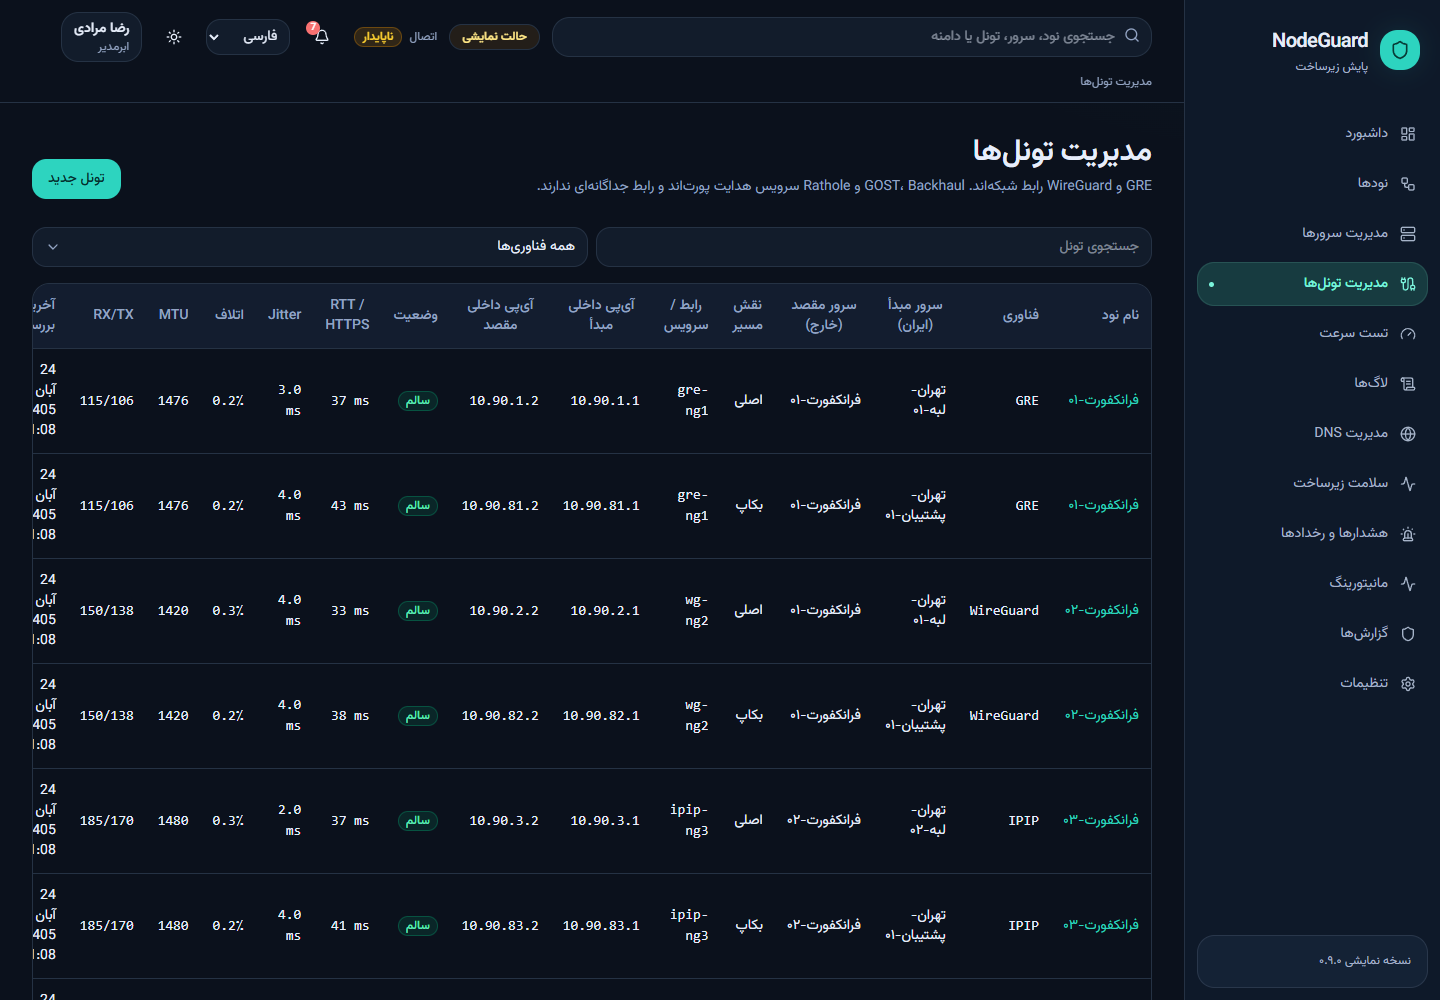 NodeGuard
پایش زیرساخت
جستجوی نود، سرور، تونل یا دامنه
حالت نمایشی
اتصال ناپایدار
7
فارسی
رضا مرادی
ابرمدیر
مدیریت تونل‌ها
داشبورد
نودها
مدیریت سرورها
مدیریت تونل‌ها
تست سرعت
لاگ‌ها
مدیریت DNS
سلامت زیرساخت
هشدارها و رخدادها
مانیتورینگ
گزارش‌ها
تنظیمات
نسخه نمایشی ۰.۹.۰
مدیریت تونل‌ها
GRE و WireGuard رابط شبکه‌اند. GOST، Backhaul و Rathole سرویس هدایت پورت‌اند و رابط جداگانه‌ای ندارند.
تونل جدید
جستجوی تونل
همه فناوری‌ها
نام نود فناوری سرور مبدأ (ایران) سرور مقصد (خارج) نقش مسیر رابط / سرویس آی‌پی داخلی مبدأ آی‌پی داخلی مقصد وضعیت RTT / HTTPS Jitter اتلاف MTU RX/TX
فرانکفورت-۰۱ GRE تهران-لبه-۰۱ فرانکفورت-۰۱ اصلی gre-ng1 10.90.1.1 10.90.1.2 سالم 37 ms 3.0 ms 0.2٪ 1476 115/106 24 آبان
فرانکفورت-۰۱ GRE تهران-پشتیبان-۰۱ فرانکفورت-۰۱ بکاپ gre-ng1 10.90.81.1 10.90.81.2 سالم 43 ms 4.0 ms 0.2٪ 1476 115/106 24 آبان
فرانکفورت-۰۲ WireGuard تهران-لبه-۰۱ فرانکفورت-۰۱ اصلی wg-ng2 10.90.2.1 10.90.2.2 سالم 33 ms 4.0 ms 0.3٪ 1420 150/138 24 آبان
فرانکفورت-۰۲ WireGuard تهران-پشتیبان-۰۱ فرانکفورت-۰۱ بکاپ wg-ng2 10.90.82.1 10.90.82.2 سالم 38 ms 4.0 ms 0.2٪ 1420 150/138 24 آبان
فرانکفورت-۰۳ IPIP تهران-لبه-۰۲ فرانکفورت-۰۲ اصلی ipip-ng3 10.90.3.1 10.90.3.2 سالم 37 ms 2.0 ms 0.3٪ 1480 185/170 24 آبان
فرانکفورت-۰۳ IPIP تهران-پشتیبان-۰۱ فرانکفورت-۰۲ بکاپ ipip-ng3 10.90.83.1 10.90.83.2 سالم 41 ms 4.0 ms 0.2٪ 1480 185/170 24 آبان